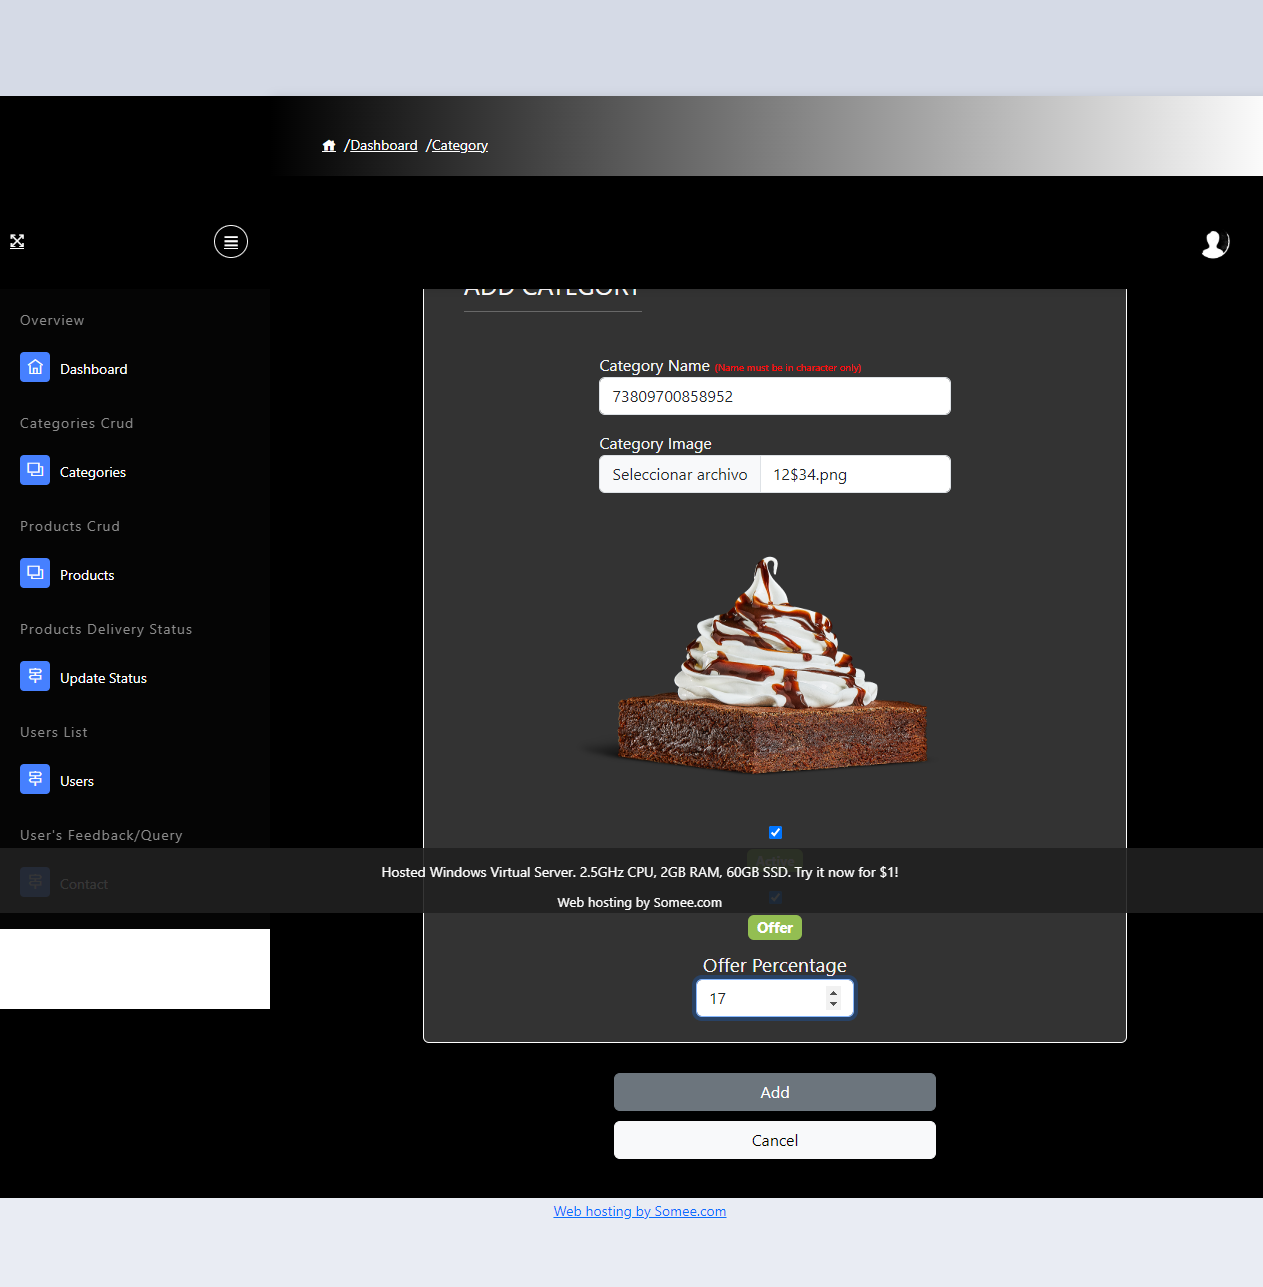 /Dashboard /Category
ADD CATEGORY
Overview
Dashboard
Categories Crud
Categories
Products Crud
Products
Products Delivery Status
Update Status
Users List
Users
User's Feedback/Query
Contact
Category Name (Name must be in character only)
73809700858952
Category Image
Seleccionar archivo 12$34.png
Active
Hosted Windows Virtual Server. 2.5GHz CPU, 2GB RAM, 60GB SSD. Try it now for $1!
Web hosting by Somee.com
Offer
Offer Percentage
17
Add
Cancel
Web hosting by Somee.com